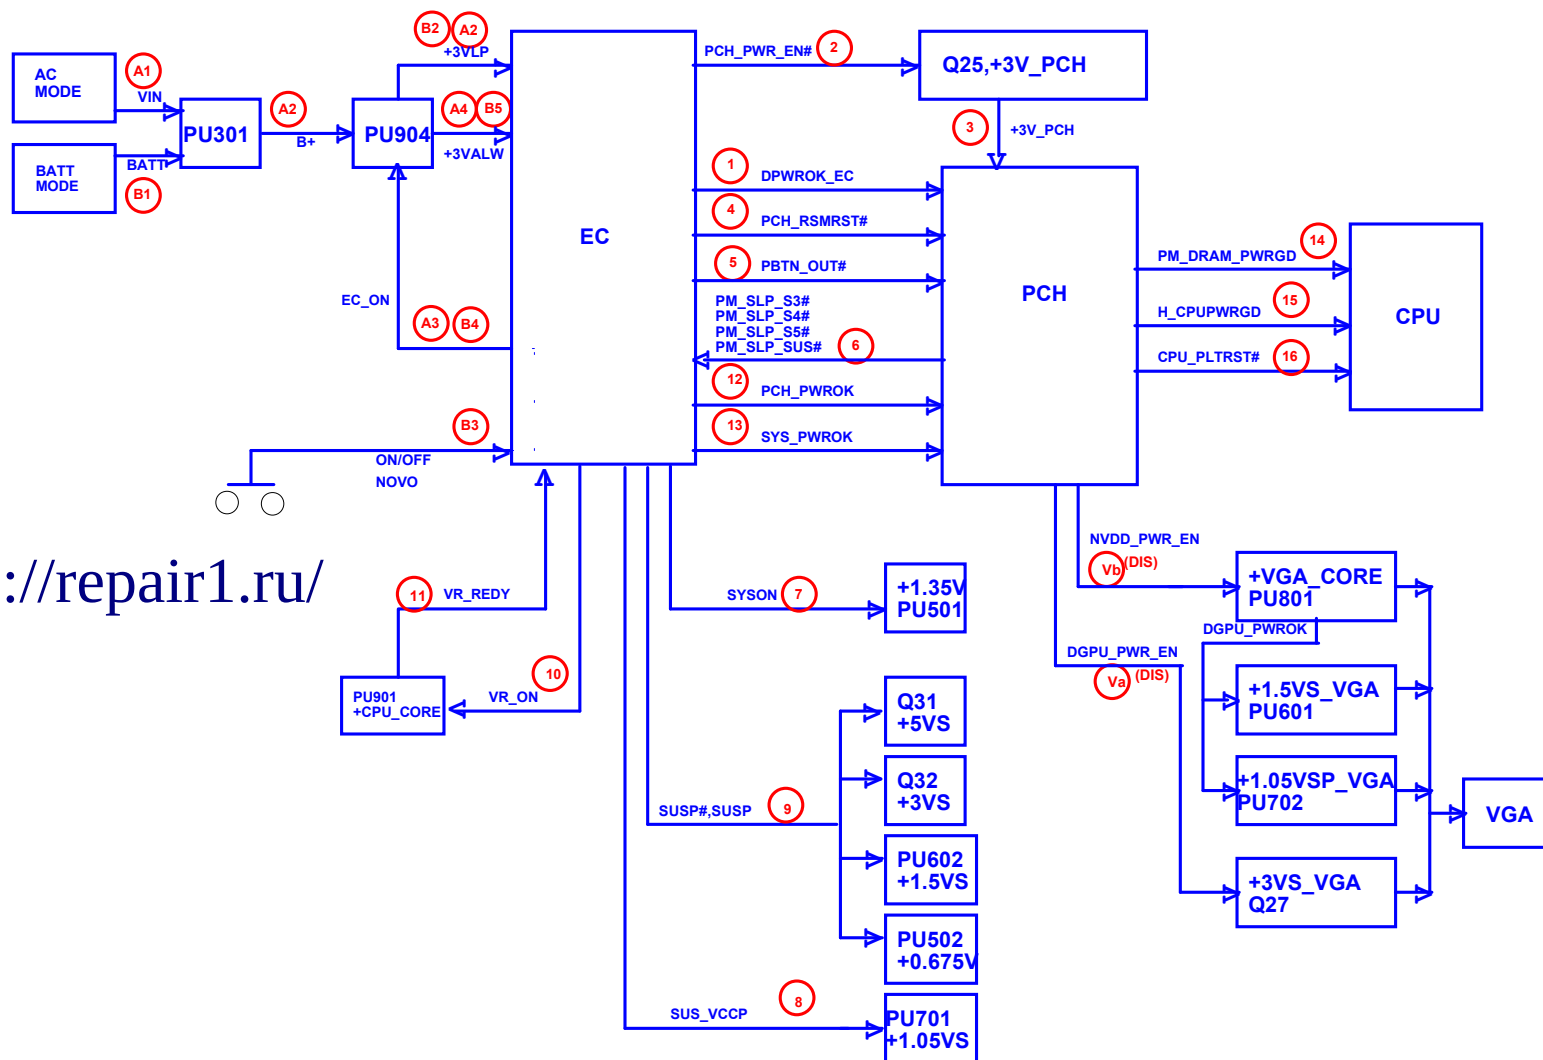 B2
A2
+3VLP
PCH_PWR_EN#
2
Q25,+3V_PCH
AC
MODE
A1
VIN
PU301
A2
B+
PU904
A4
B5
+3VALW
3
+3V_PCH
BATT
MODE
BATT
B1
EC
1
DPWROK_EC
4
PCH_RSMRST#
5
PBTN_OUT#
PM_SLP_S3#
PM_SLP_S4#
PM_SLP_S5#
PM_SLP_SUS#
6
12
PCH_PWROK
13
SYS_PWROK
PCH
PM_DRAM_PWRGD
14
H_CPUPWRGD
15
CPU_PLTRST#
16
CPU
EC_ON
A3
B4
B3
ON/OFF
NOVO
://repair1.ru/
11
VR_REDY
10
VR_ON
PU901
+CPU_CORE
SYSON
7
+1.35V
PU501
NVDD_PWR_EN
Vb
(DIS)
+VGA_CORE
PU801
DGPU_PWROK
DGPU_PWR_EN
Va
(DIS)
+1.5VS_VGA
PU601
+1.05VSP_VGA
PU702
+3VS_VGA
Q27
VGA
Q31
+5VS
Q32
+3VS
SUSP#,SUSP
9
PU602
+1.5VS
PU502
+0.675V
SUS_VCCP
8
PU701
+1.05VS